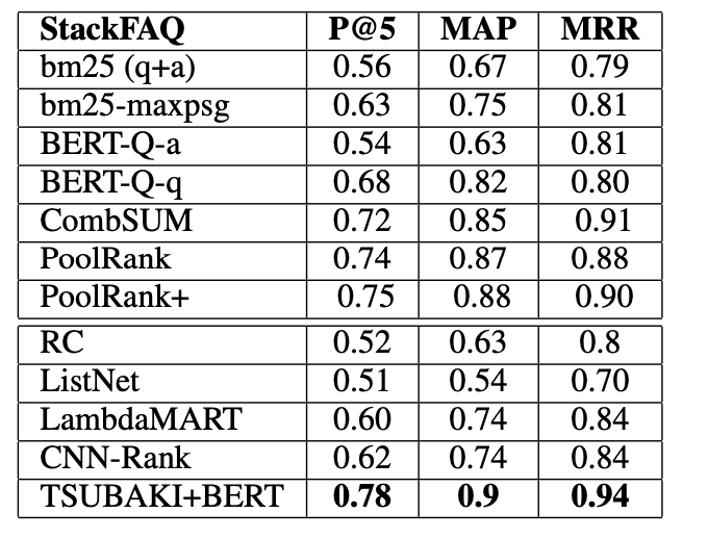 StackFAQ P@5 MAP MRR
bm25 (q+a) 0.56 0.67 0.79
bm25-maxpsg 0.63 0.75 0.81
BERT-Q-a 0.54 0.63 0.81
BERT-Q-q 0.68 0.82 0.80
CombSUM 0.72 0.85 0.91
PoolRank 0.74 0.87 0.88
PoolRank+ 0.75 0.88 0.90
RC 0.52 0.63 0.8
ListNet 0.51 0.54 0.70
LambdaMART 0.60 0.74 0.84
CNN-Rank 0.62 0.74 0.84
TSUBAKI+BERT 0.78 0.9 0.94